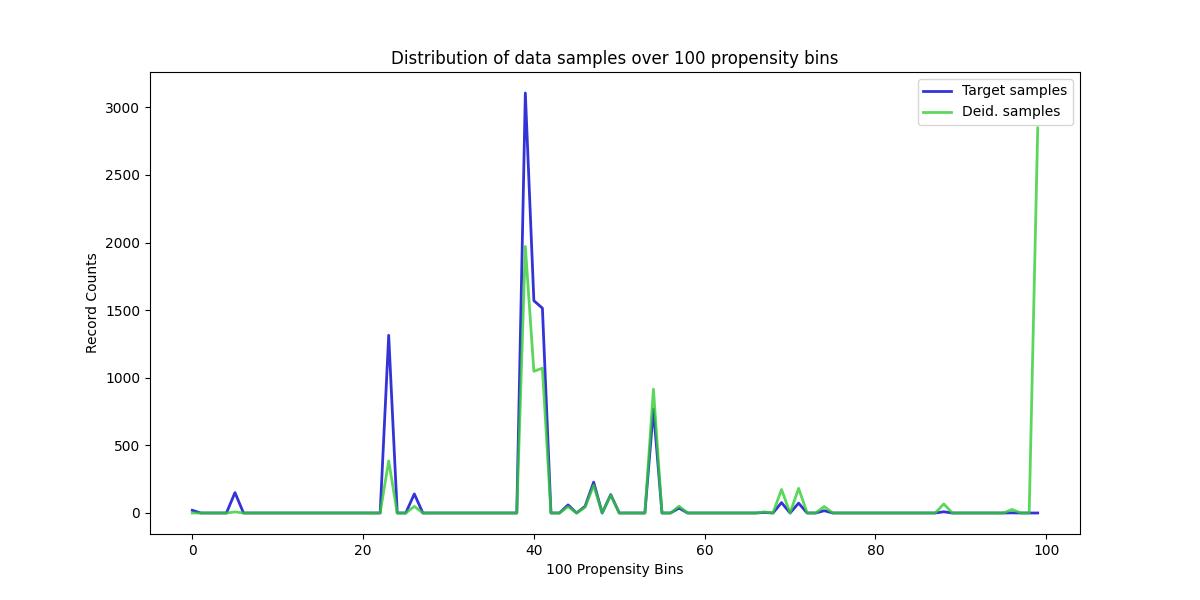 Distribution of data samples over 100 propensity bins
Target samples
Deid. samples
3000
2500
2000
1500
1000
500
0
Record Counts
0 20 40 60 80 100
100 Propensity Bins